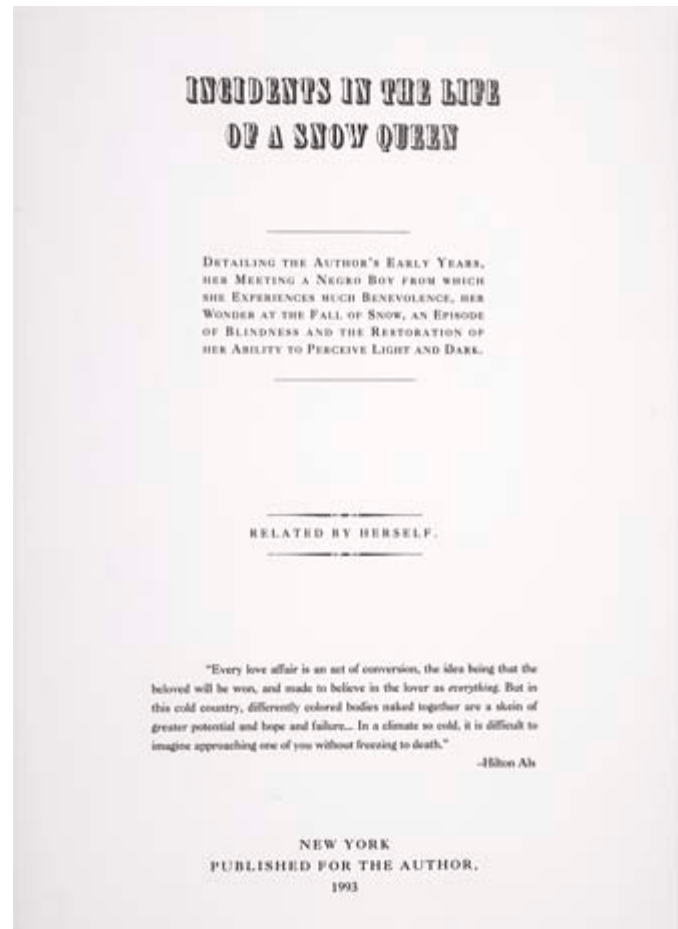 INCIDENTS IN THE LIFE
OF A SNOW QUEEN
DETAILING THE AUTHOR'S EARLY YEARS,
HER MEETING A NEGRO BOY FROM WHICH
SHE EXPERIENCES MUCH BENEVOLENCE, HER
WONDER AT THE FALL OF SNOW, AN EPISODE
OF BLINDNESS AND THE RESTORATION OF
HER ABILITY TO PERCEIVE LIGHT AND DARK.
RELATED BY HERSELF.
"Every love affair is an act of conversion, the idea being that the
beloved will be won, and made to believe in the lover as everything. But in
this cold country, differently colored bodies naked together are a skein of
greater potential and hope and failure... In a climate so cold, it is difficult to
imagine approaching one of you without freezing to death."
–Hilton Als
NEW YORK
PUBLISHED FOR THE AUTHOR,
1993